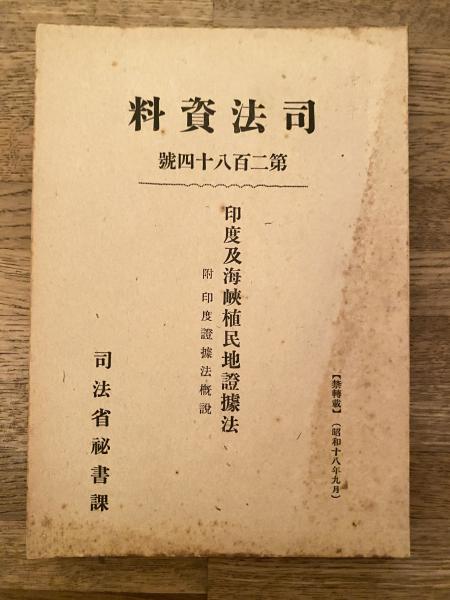 司法資料
第二百八十四號
【禁轉載】（昭和十八年九月）
印度及海峽植民地證據法
附 印度證據法概說
司法省祕書課